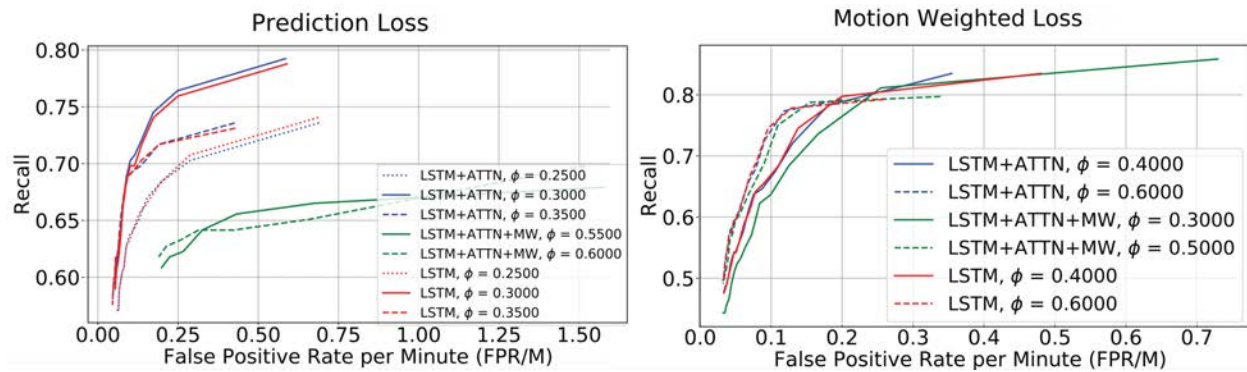 Prediction Loss
0.80
0.75
0.70
0.65
0.60
Recall
0.00 0.25 0.50 0.75 1.00 1.25 1.50
False Positive Rate per Minute (FPR/M)
LSTM+ATTN, ϕ = 0.2500
LSTM+ATTN, ϕ = 0.3000
LSTM+ATTN, ϕ = 0.3500
LSTM+ATTN+MW, ϕ = 0.5500
LSTM+ATTN+MW, ϕ = 0.6000
LSTM, ϕ = 0.2500
LSTM, ϕ = 0.3000
LSTM, ϕ = 0.3500
Motion Weighted Loss
0.9
0.8
0.7
0.6
0.5
Recall
0.0 0.1 0.2 0.3 0.4 0.5 0.6 0.7
False Positive Rate per Minute (FPR/M)
LSTM+ATTN, ϕ = 0.4000
LSTM+ATTN, ϕ = 0.6000
LSTM+ATTN+MW, ϕ = 0.3000
LSTM+ATTN+MW, ϕ = 0.5000
LSTM, ϕ = 0.4000
LSTM, ϕ = 0.6000